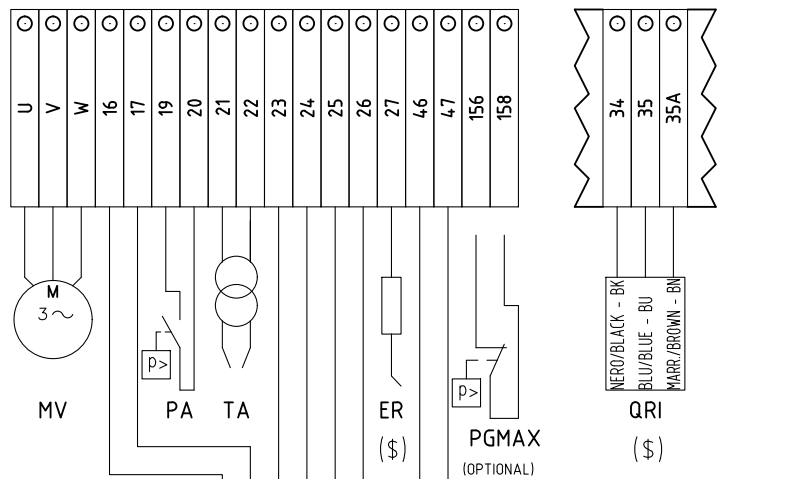 U V W 16 17 19 20 21 22 23 24 25 26 27 46 47 156 158 34 35 35A
M
3~
p>
p>
NERO/BLACK - BK
BLU/BLUE - BU
MARR./BROWN - BN
MV PA TA ER QRI
($) ($)
PGMAX
(OPTIONAL)